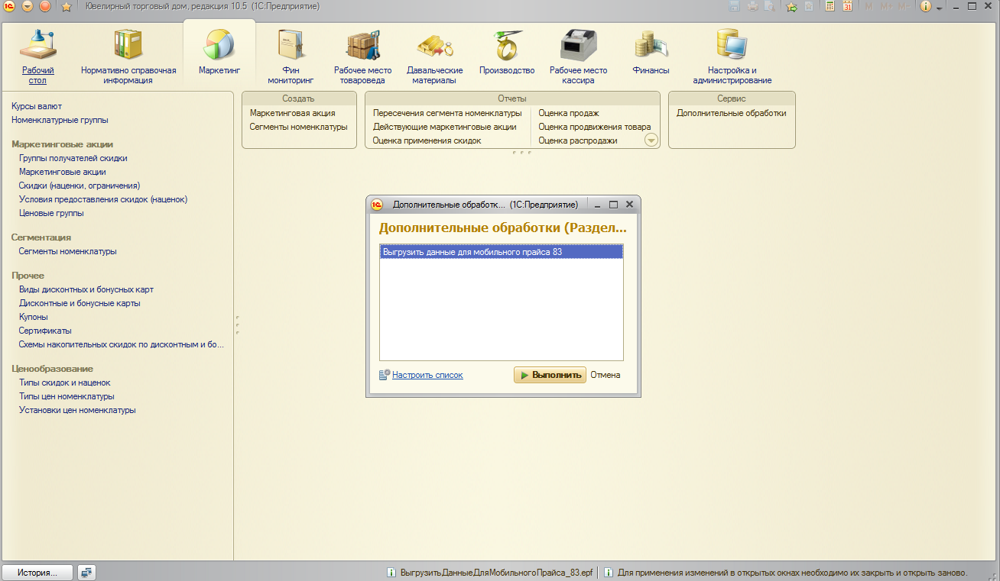 Ювелирный торговый дом, редакция 10.5 (1С:Предприятие)
M M+ M-
Рабочий
стол
Нормативно справочная
информация
Маркетинг
Фин
мониторинг
Рабочее место
товароведа
Давальческие
материалы
Производство
Рабочее место
кассира
Финансы
Настройка и
администрирование
Курсы валют
Номенклатурные группы
Маркетинговые акции
Группы получателей скидки
Маркетинговые акции
Скидки (наценки, ограничения)
Условия предоставления скидок (наценок)
Ценовые группы
Сегментация
Сегменты номенклатуры
Прочее
Виды дисконтных и бонусных карт
Дисконтные и бонусные карты
Купоны
Сертификаты
Схемы накопительных скидок по дисконтным и бо...
Ценообразование
Типы скидок и наценок
Типы цен номенклатуры
Установки цен номенклатуры
Создать
Маркетинговая акция
Сегменты номенклатуры
Отчеты
Пересечения сегмента номенклатуры
Действующие маркетинговые акции
Оценка применения скидок
Оценка продаж
Оценка продвижения товара
Оценка распродажи
Сервис
Дополнительные обработки
Дополнительные обработк... (1С:Предприятие)
Дополнительные обработки (Раздел...
Выгрузить данные для мобильного прайса 83
Настроить список
Выполнить
Отмена
История...
ВыгрузитьДанныеДляМобильногоПрайса_83.epf
Для применения изменений в открытых окнах необходимо их закрыть и открыть заново.